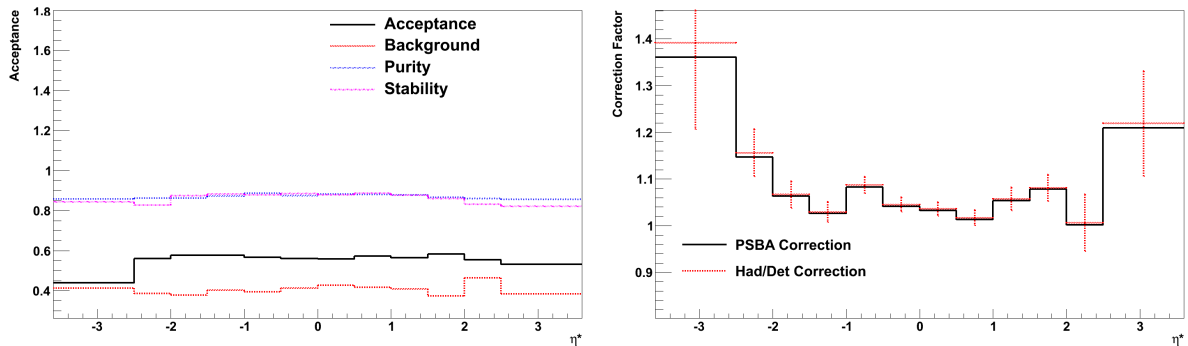 Acceptance
1.8
1.6
1.4
1.2
1
0.8
0.6
0.4
Acceptance
Background
Purity
Stability
-3 -2 -1 0 1 2 3
η*
Correction Factor
1.4
1.3
1.2
1.1
1
0.9
PSBA Correction
Had/Det Correction
-3 -2 -1 0 1 2 3
η*